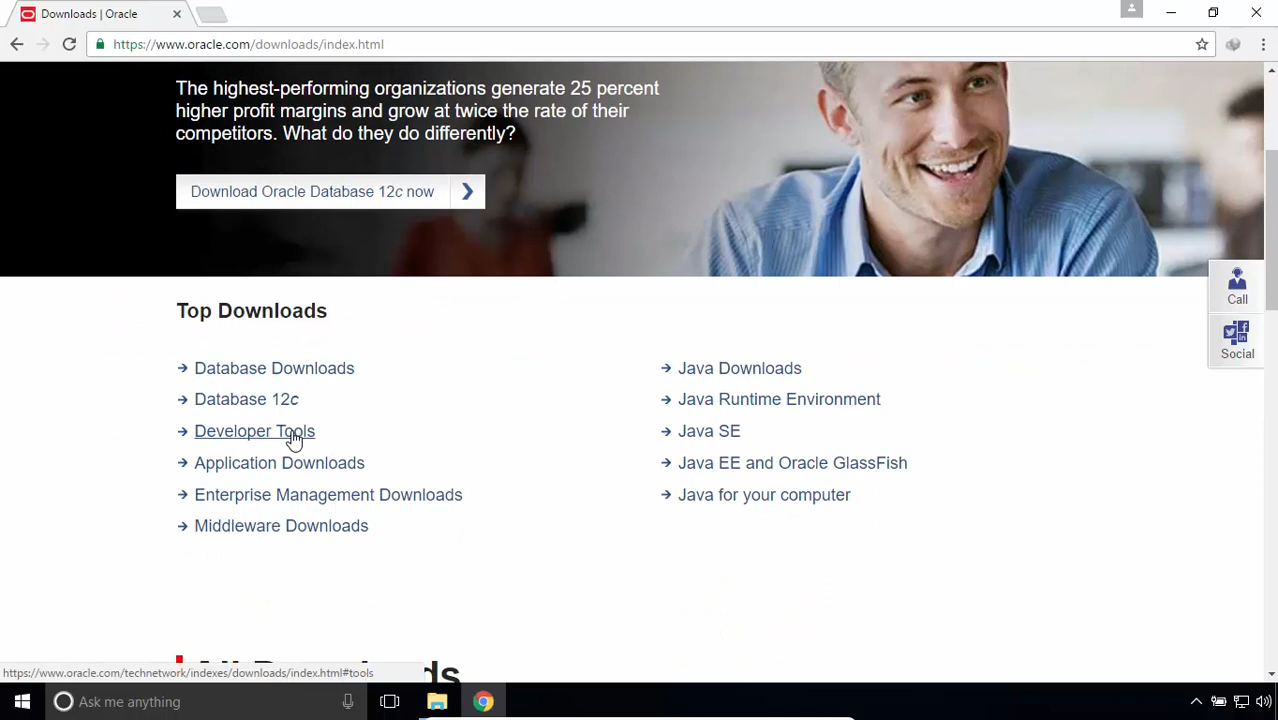 Downloads | Oracle
https://www.oracle.com/downloads/index.html
The highest-performing organizations generate 25 percent
higher profit margins and grow at twice the rate of their
competitors. What do they do differently?
Download Oracle Database 12c now
Call
Social
Top Downloads
Database Downloads
Database 12c
Developer Tools
Application Downloads
Enterprise Management Downloads
Middleware Downloads
Java Downloads
Java Runtime Environment
Java SE
Java EE and Oracle GlassFish
Java for your computer
All Downloads
https://www.oracle.com/technetwork/indexes/downloads/index.html#tools
Ask me anything